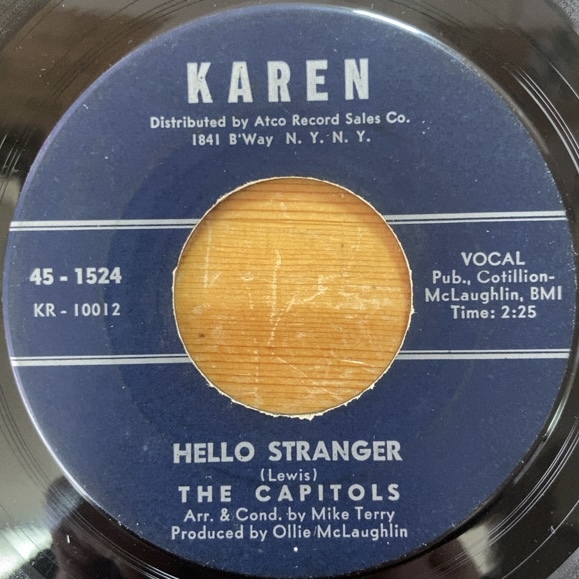 KAREN
Distributed by Atco Record Sales Co.
1841 B'Way N. Y. N. Y.
45 - 1524
KR - 10012
VOCAL
Pub., Cotillion-
McLaughlin, BMI
Time: 2:25
HELLO STRANGER
(Lewis)
THE CAPITOLS
Arr. & Cond. by Mike Terry
Produced by Ollie McLaughlin